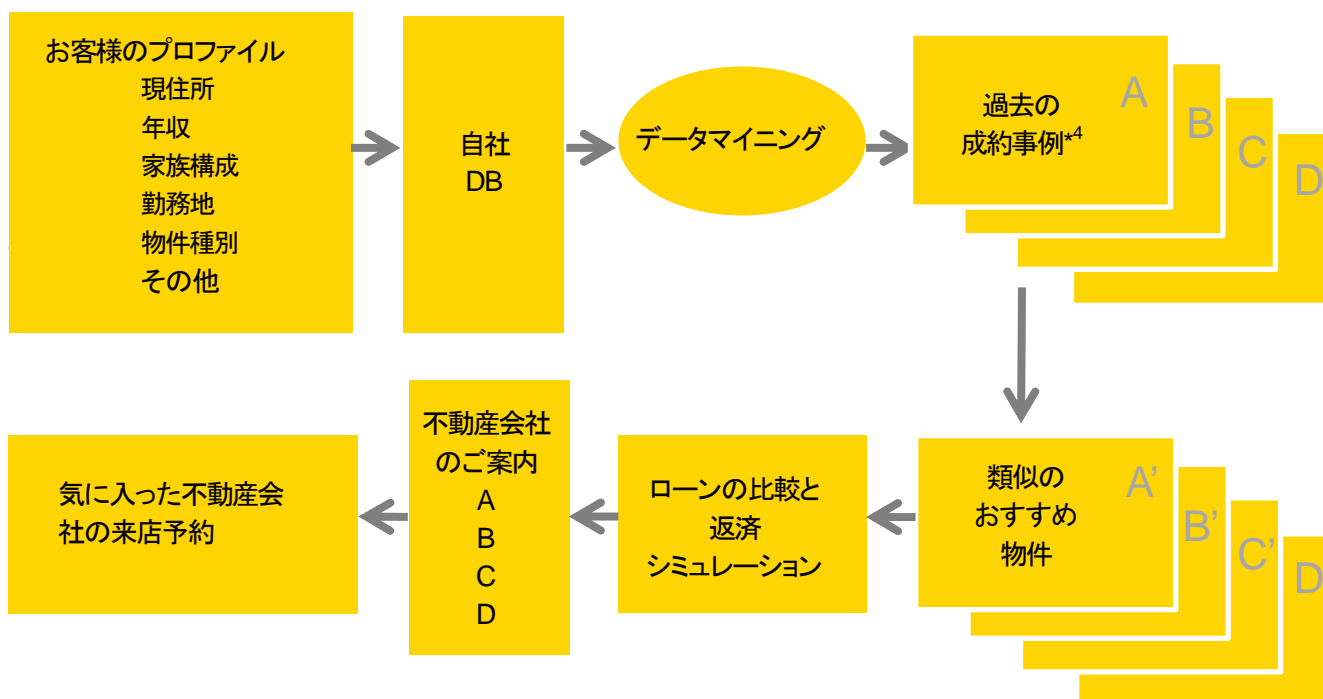 お客様のプロファイル
現住所
年収
家族構成
勤務地
物件種別
その他
自社
DB
データマイニング
過去の
成約事例*4
A
B
C
D
類似の
おすすめ
物件
A’
B’
C’
D
ローンの比較と
返済
シミュレーション
不動産会社
のご案内
A
B
C
D
気に入った不動産会
社の来店予約